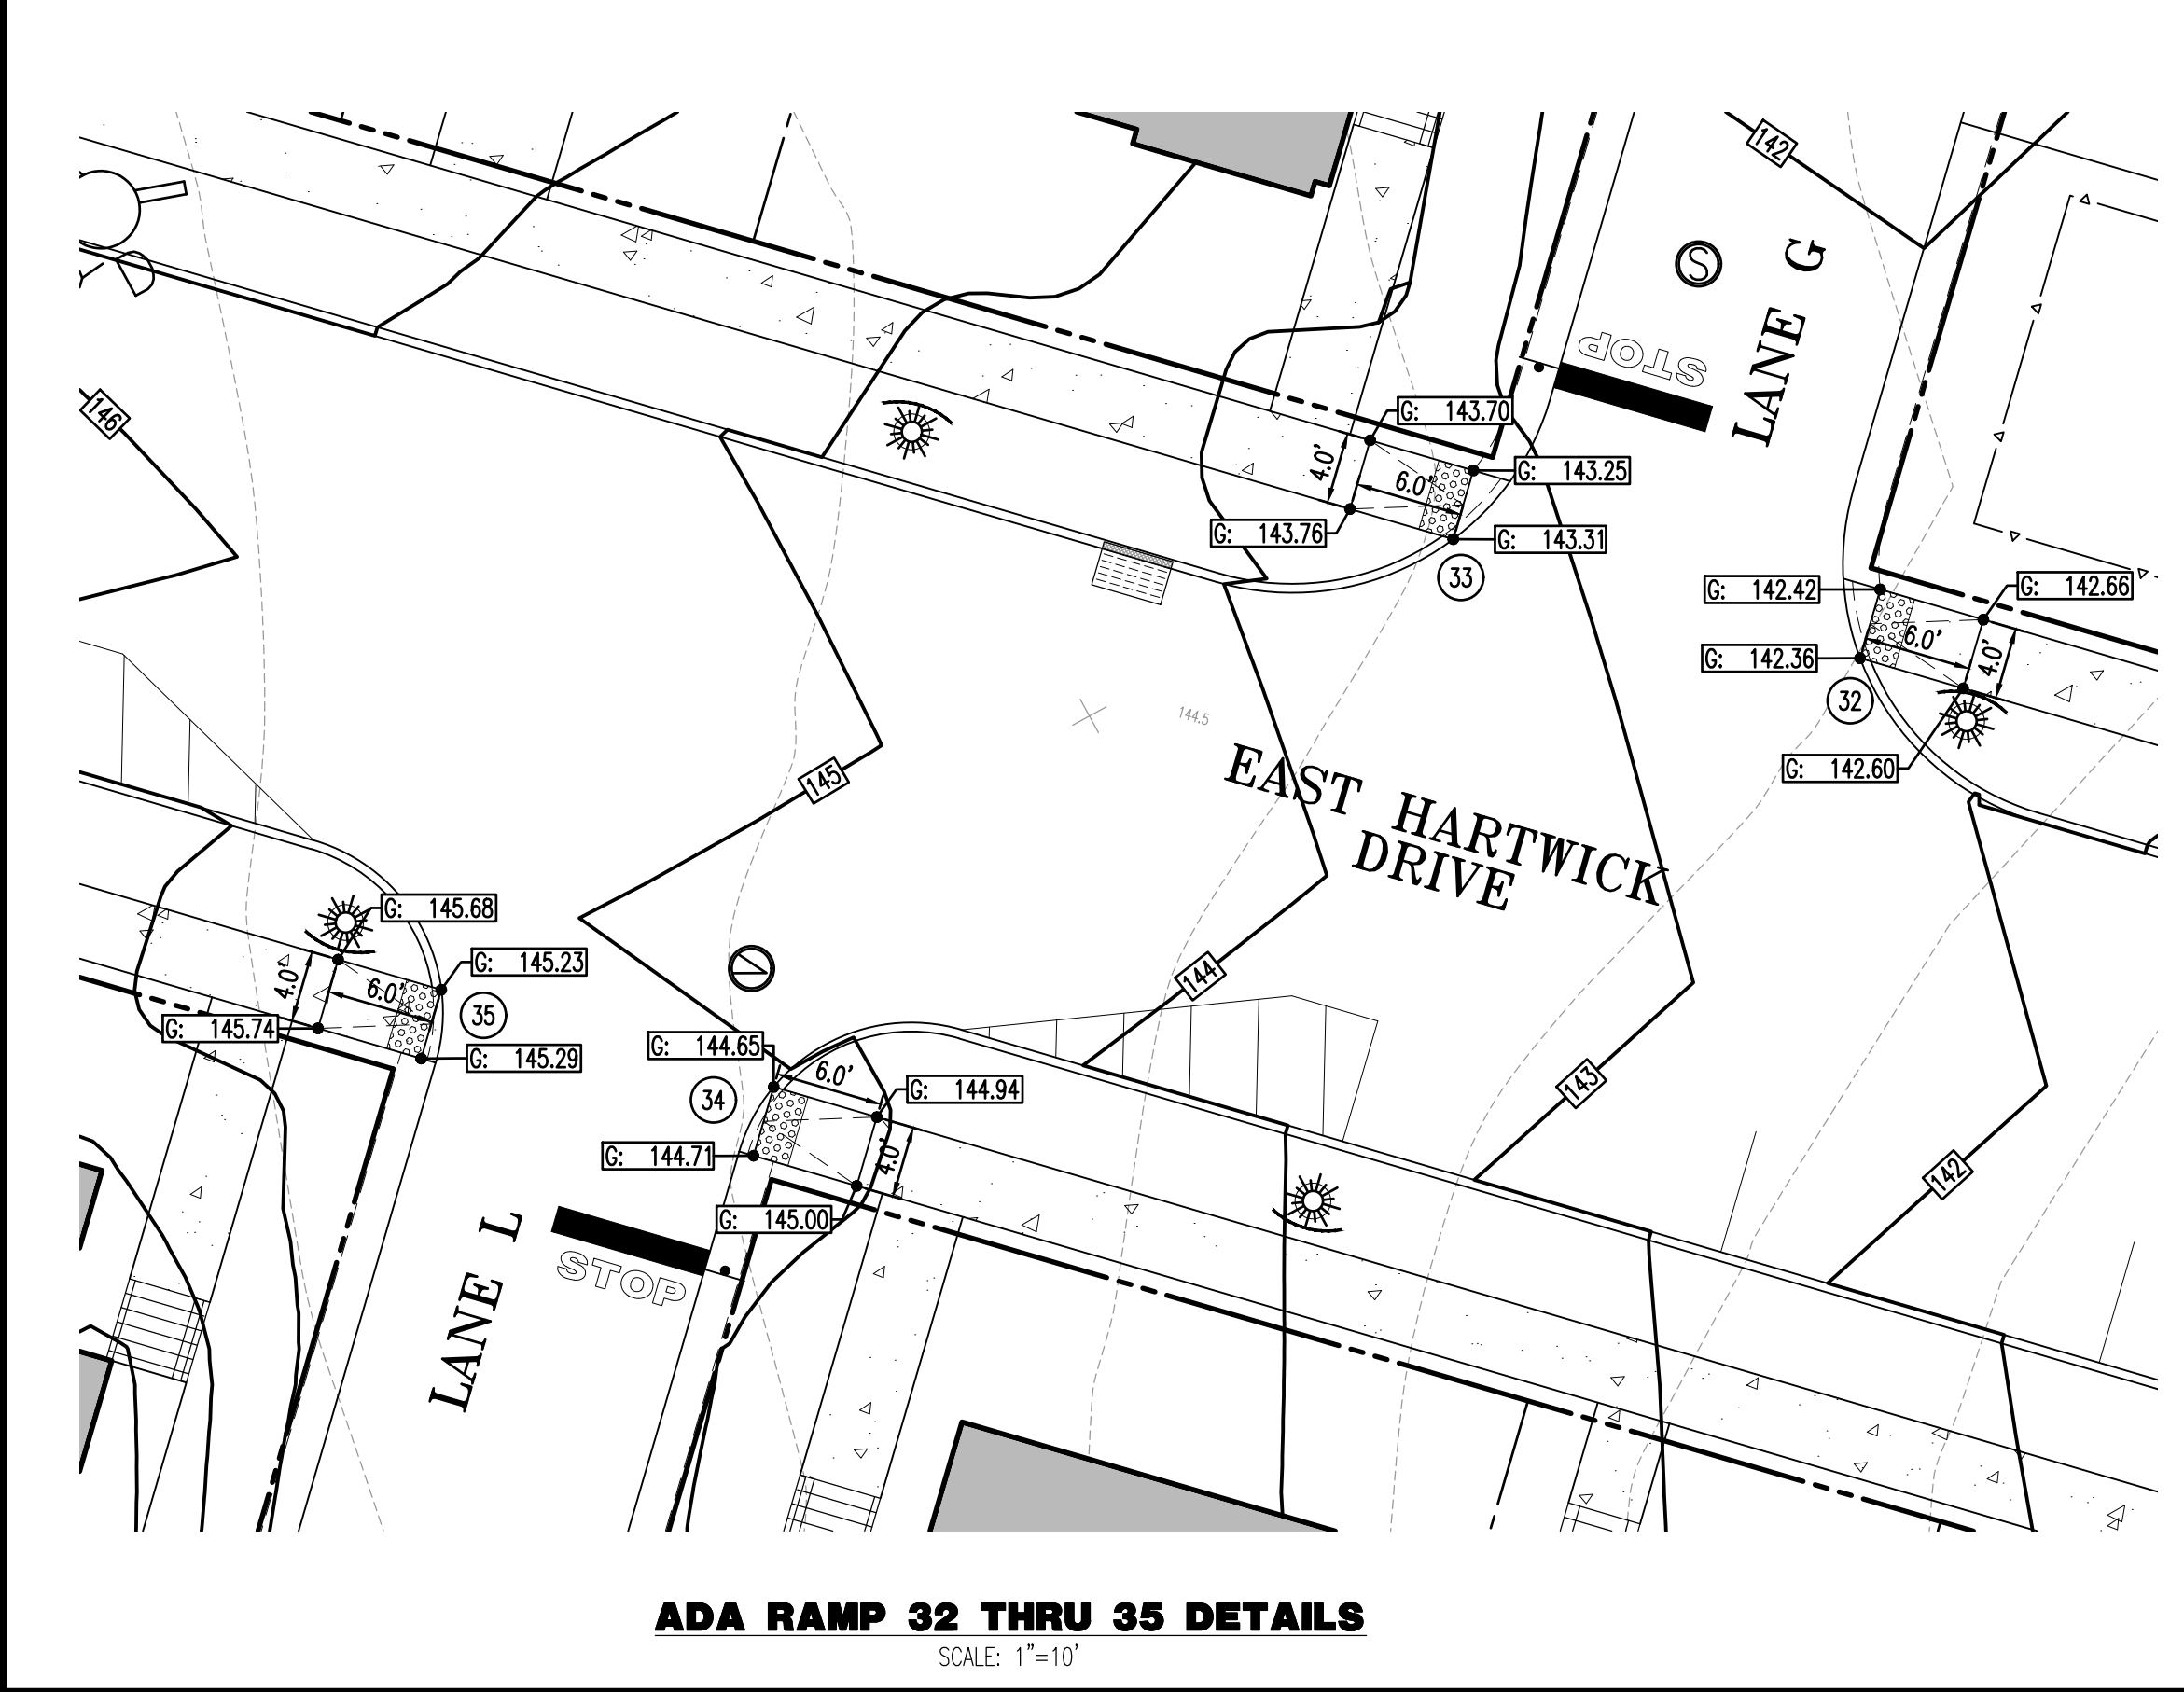 142
S
LANE G
STOP
146
G: 143.70
4.0'
6.0'
G: 143.25
G: 143.76
G: 143.31
33
G: 142.42
G: 142.66
6.0'
4.0'
G: 142.36
32
G: 142.60
144.5
145
EAST HARTWICK
DRIVE
G: 145.68
G: 145.23
4.0'
6.0'
35
G: 145.74
G: 145.29
144
G: 144.65
6.0'
34
G: 144.94
4.0'
G: 144.71
G: 145.00
143
142
LANE L
STOP
ADA RAMP 32 THRU 35 DETAILS
SCALE: 1"=10'